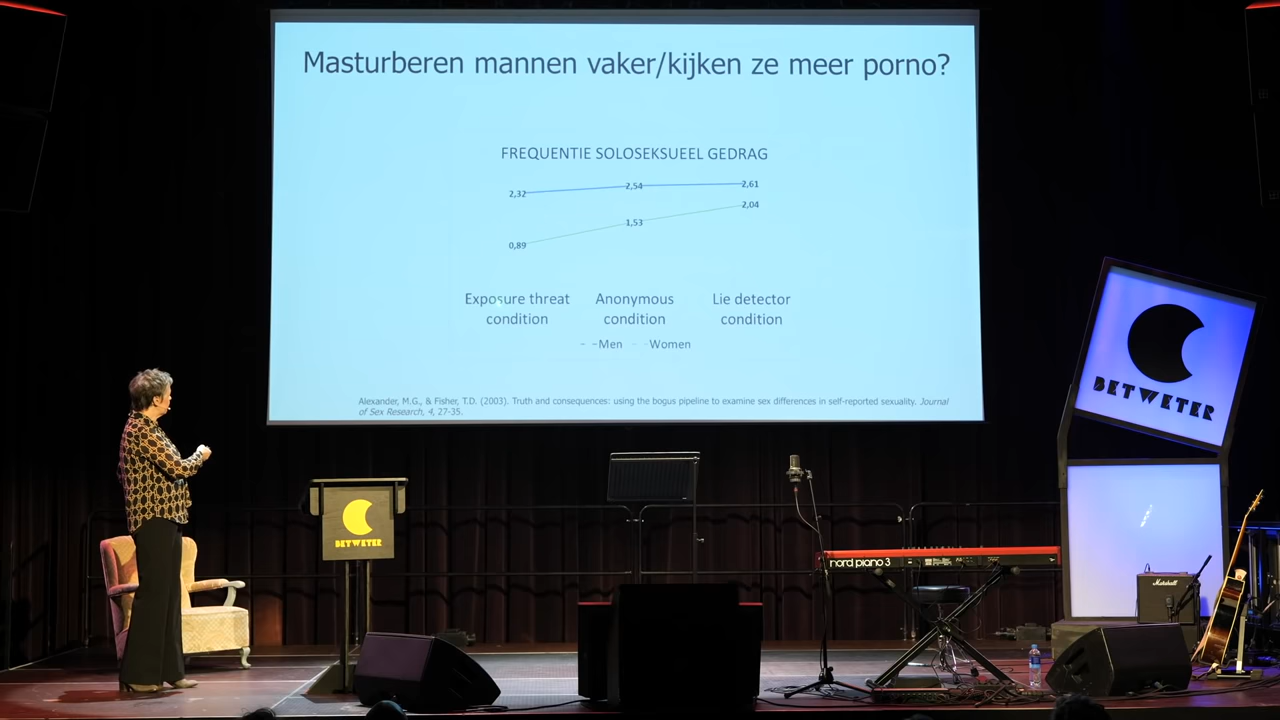 Masturberen mannen vaker/kijken ze meer porno?
FREQUENTIE SOLOSEKSUEEL GEDRAG
2,32 2,54 2,61
0,89 1,53 2,04
Exposure threat condition
Anonymous condition
Lie detector condition
Men Women
Alexander, M.G., & Fisher, T.D. (2003). Truth and consequences: using the bogus pipeline to examine sex differences in self-reported sexuality. Journal
of Sex Research, 4, 27-35.
BETWETER
BETWETER
nord piano 3
Marshall